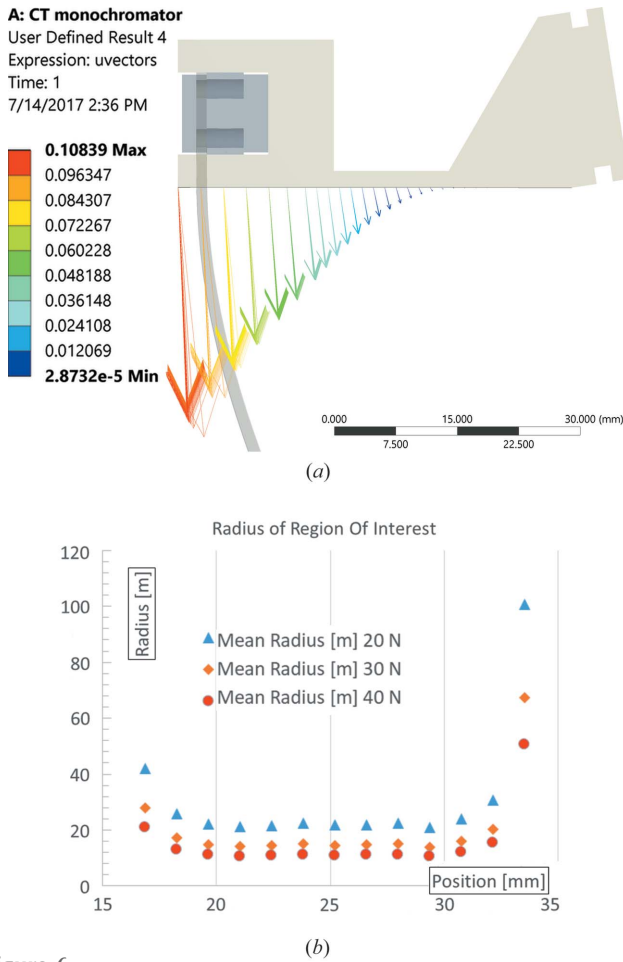 A: CT monochromator
User Defined Result 4
Expression: uvectors
Time: 1
7/14/2017 2:36 PM
0.10839 Max
0.096347
0.084307
0.072267
0.060228
0.048188
0.036148
0.024108
0.012069
2.8732e-5 Min
0.000 15.000 30.000 (mm)
7.500 22.500
(a)
Radius of Region Of Interest
120
100
80
60
40
20
0
Radius [m]
Mean Radius [m] 20 N
Mean Radius [m] 30 N
Mean Radius [m] 40 N
Position [mm]
15 20 25 30 35
(b)